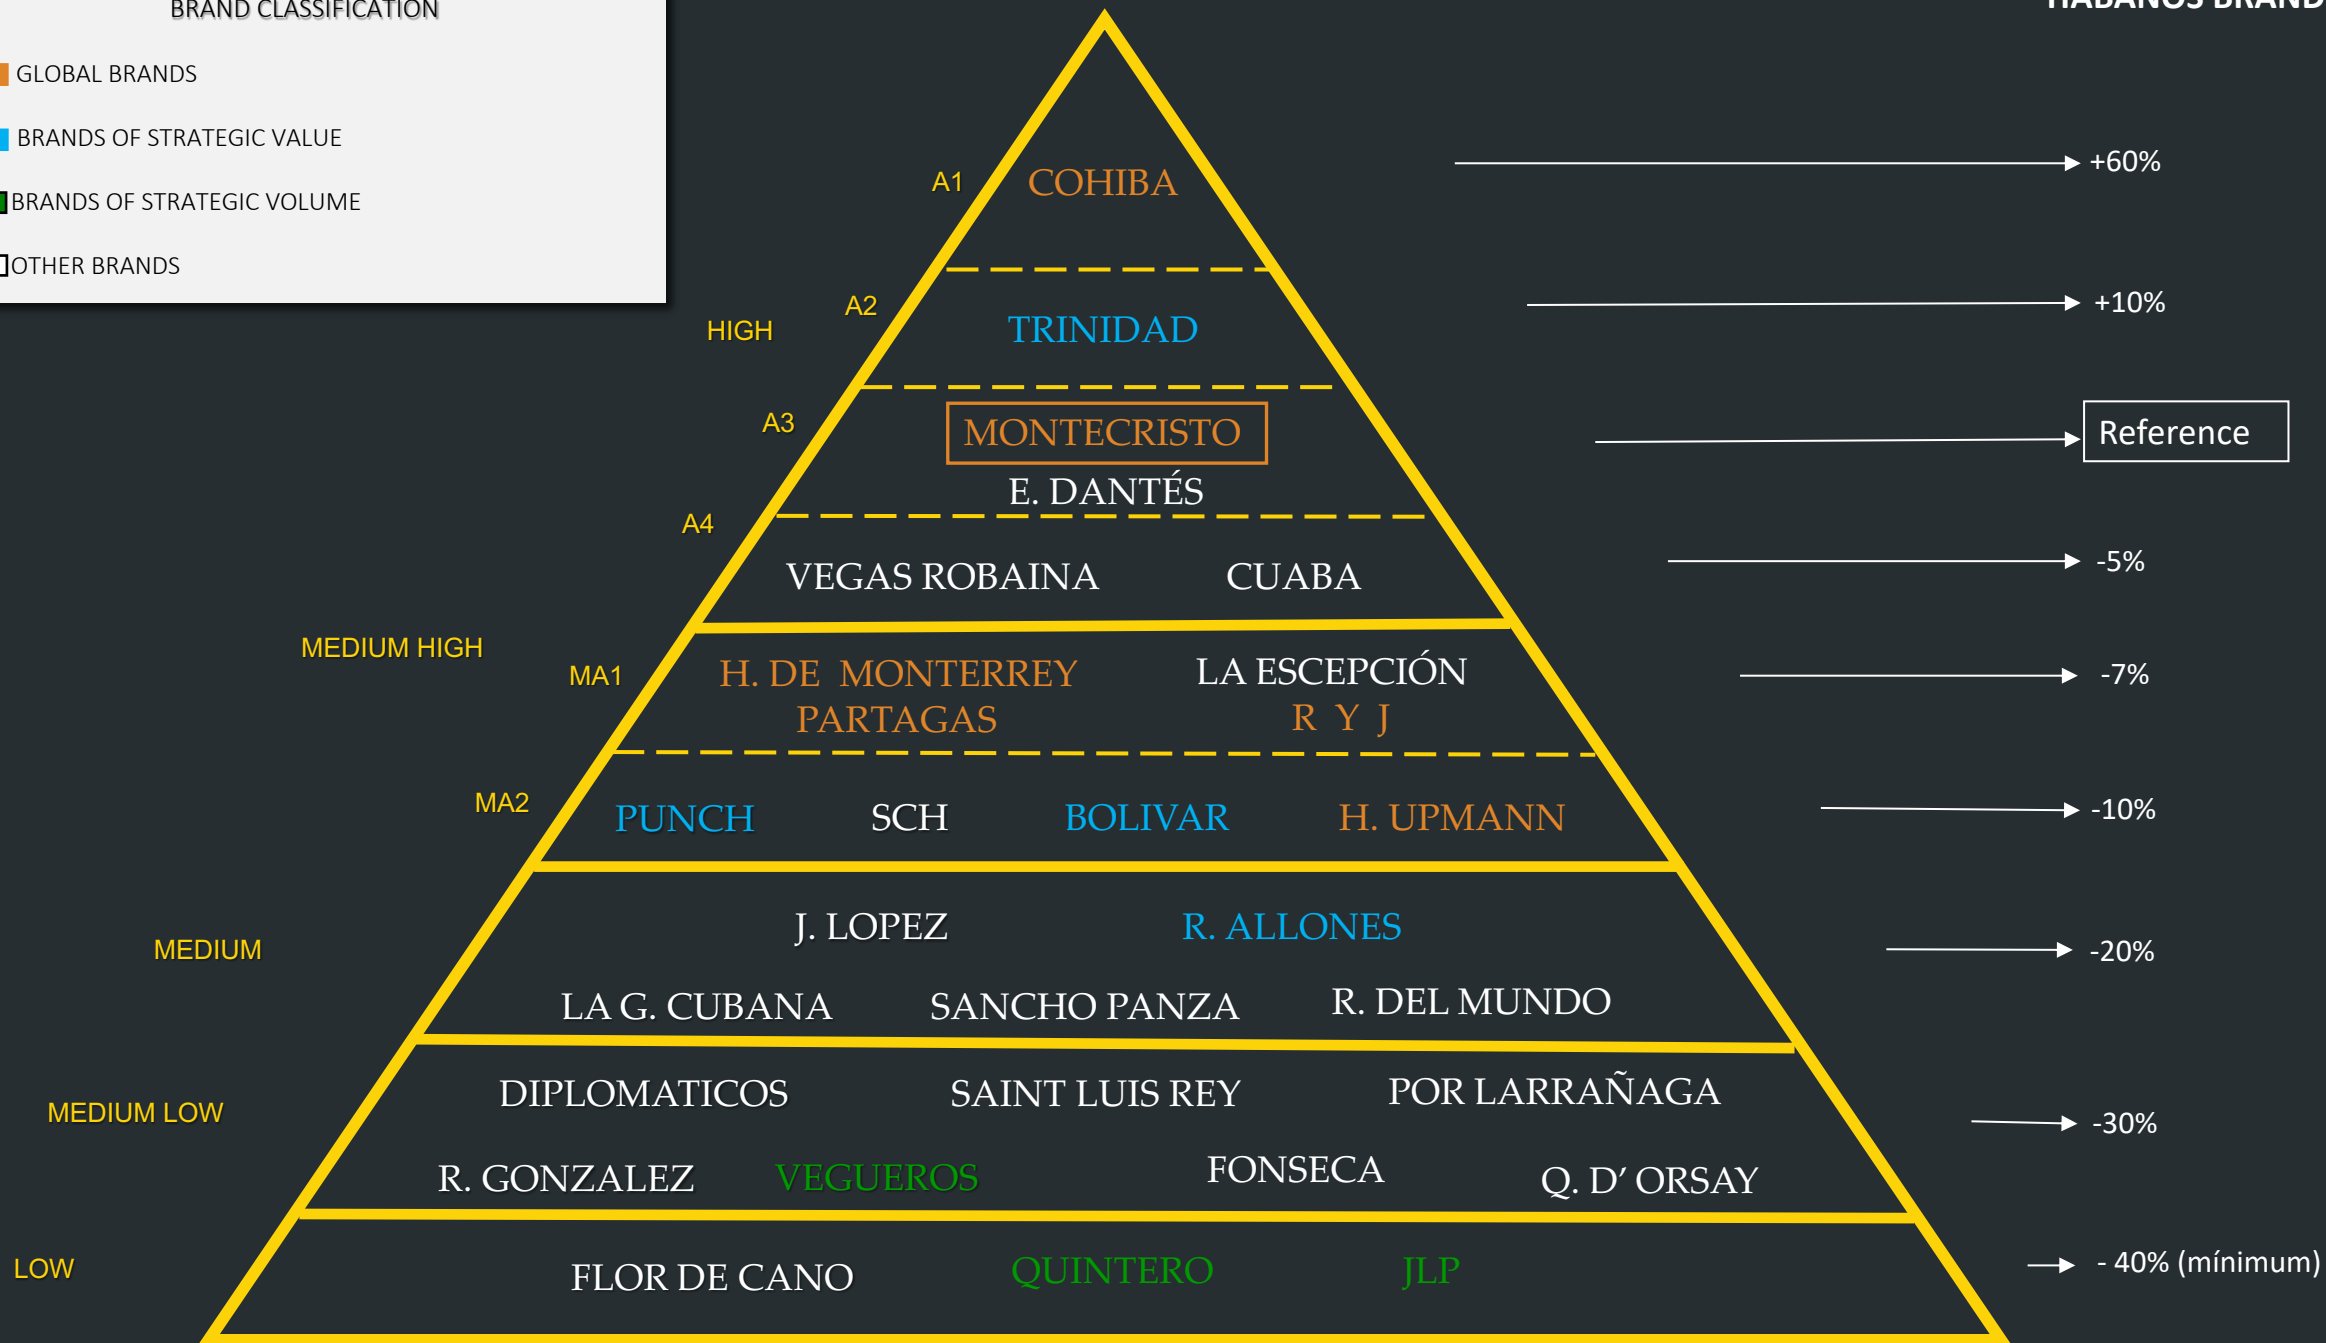 BRAND CLASSIFICATION
GLOBAL BRANDS
BRANDS OF STRATEGIC VALUE
BRANDS OF STRATEGIC VOLUME
OTHER BRANDS
HABANOS BRAND
A1 COHIBA +60%
HIGH A2 TRINIDAD +10%
A3 MONTECRISTO Reference
E. DANTÉS
A4
VEGAS ROBAINA CUABA -5%
MEDIUM HIGH
MA1 H. DE MONTERREY LA ESCEPCIÓN -7%
PARTAGAS R Y J
MA2 PUNCH SCH BOLIVAR H. UPMANN -10%
J. LOPEZ R. ALLONES
MEDIUM -20%
LA G. CUBANA SANCHO PANZA R. DEL MUNDO
DIPLOMATICOS SAINT LUIS REY POR LARRAÑAGA
MEDIUM LOW -30%
R. GONZALEZ VEGUEROS FONSECA Q. D' ORSAY
LOW FLOR DE CANO QUINTERO JLP - 40% (mínimum)